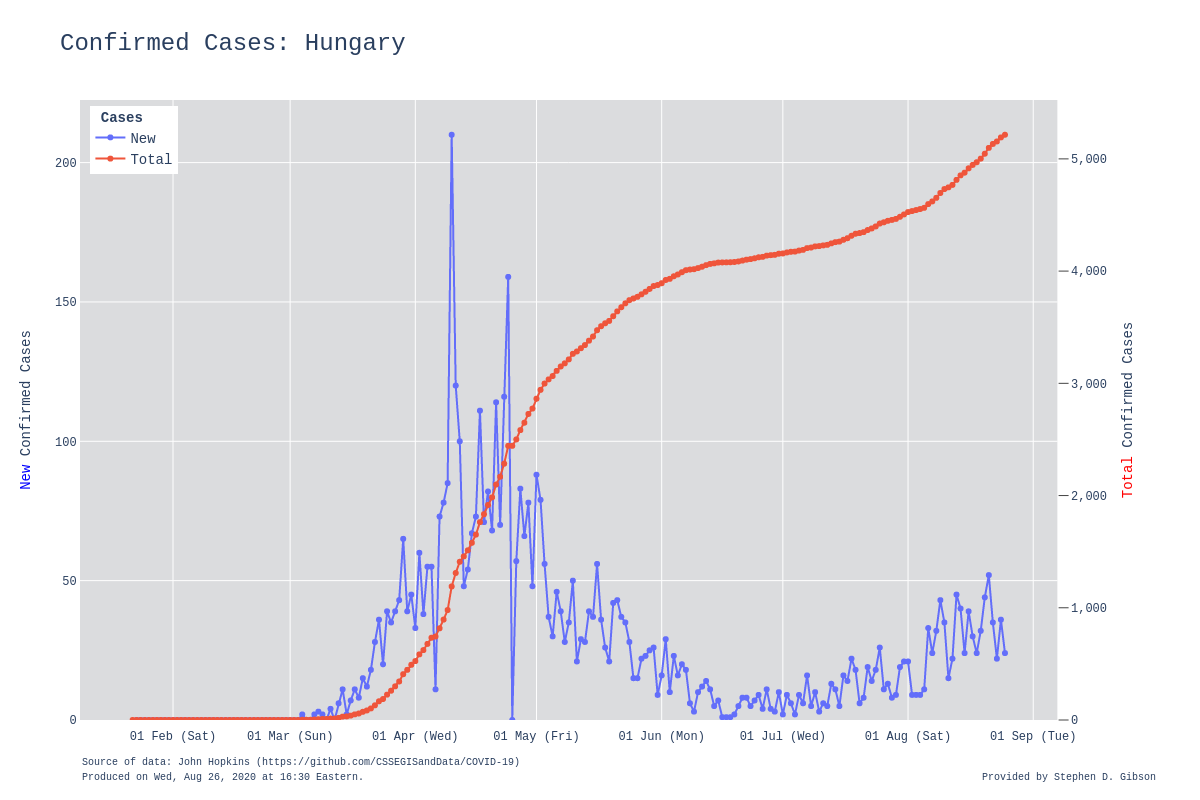 Confirmed Cases: Hungary
Cases
New
Total
200
150
100
50
0
5,000
4,000
3,000
2,000
1,000
0
New Confirmed Cases
Total Confirmed Cases
01 Feb (Sat)
01 Mar (Sun)
01 Apr (Wed)
01 May (Fri)
01 Jun (Mon)
01 Jul (Wed)
01 Aug (Sat)
01 Sep (Tue)
Source of data: John Hopkins (https://github.com/CSSEGISandData/COVID-19)
Produced on Wed, Aug 26, 2020 at 16:30 Eastern.
Provided by Stephen D. Gibson